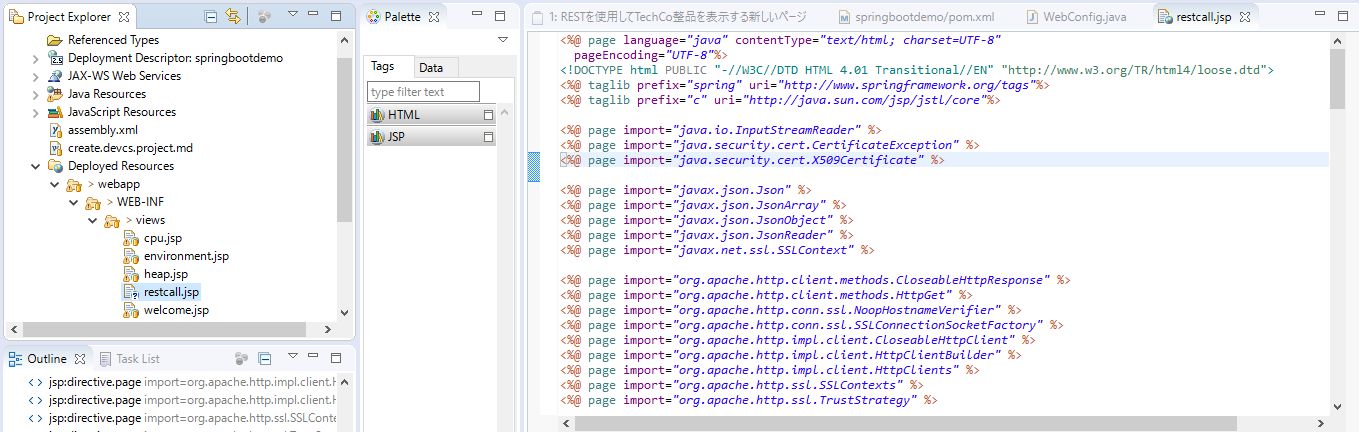 Project Explorer
Referenced Types
Deployment Descriptor: springbootdemo
JAX-WS Web Services
Java Resources
JavaScript Resources
assembly.xml
create.devcs.project.md
Deployed Resources
> webapp
> WEB-INF
> views
cpu.jsp
environment.jsp
heap.jsp
restcall.jsp
welcome.jsp
Outline
Task List
jsp:directive.page import=org.apache.http.impl.client.H
jsp:directive.page import=org.apache.http.impl.client.H
jsp:directive.page import=org.apache.http.ssl.SSLConte
Palette
Tags
Data
type filter text
HTML
JSP
1: RESTを使用してTechCo整品を表示する新しいページ
springbootdemo/pom.xml
WebConfig.java
restcall.jsp
<%@ page language="java" contentType="text/html; charset=UTF-8"
pageEncoding="UTF-8"%>
<!DOCTYPE html PUBLIC "-//W3C//DTD HTML 4.01 Transitional//EN" "http://www.w3.org/TR/html4/loose.dtd">
<%@ taglib prefix="spring" uri="http://www.springframework.org/tags"%>
<%@ taglib prefix="c" uri="http://java.sun.com/jsp/jstl/core"%>
<%@ page import="java.io.InputStreamReader" %>
<%@ page import="java.security.cert.CertificateException" %>
<%@ page import="java.security.cert.X509Certificate" %>
<%@ page import="javax.json.Json" %>
<%@ page import="javax.json.JsonArray" %>
<%@ page import="javax.json.JsonObject" %>
<%@ page import="javax.json.JsonReader" %>
<%@ page import="javax.net.ssl.SSLContext" %>
<%@ page import="org.apache.http.client.methods.CloseableHttpResponse" %>
<%@ page import="org.apache.http.client.methods.HttpGet" %>
<%@ page import="org.apache.http.conn.ssl.NoopHostnameVerifier" %>
<%@ page import="org.apache.http.conn.ssl.SSLConnectionSocketFactory" %>
<%@ page import="org.apache.http.impl.client.CloseableHttpClient" %>
<%@ page import="org.apache.http.impl.client.HttpClientBuilder" %>
<%@ page import="org.apache.http.impl.client.HttpClients" %>
<%@ page import="org.apache.http.ssl.SSLContexts" %>
<%@ page import="org.apache.http.ssl.TrustStrategy" %>